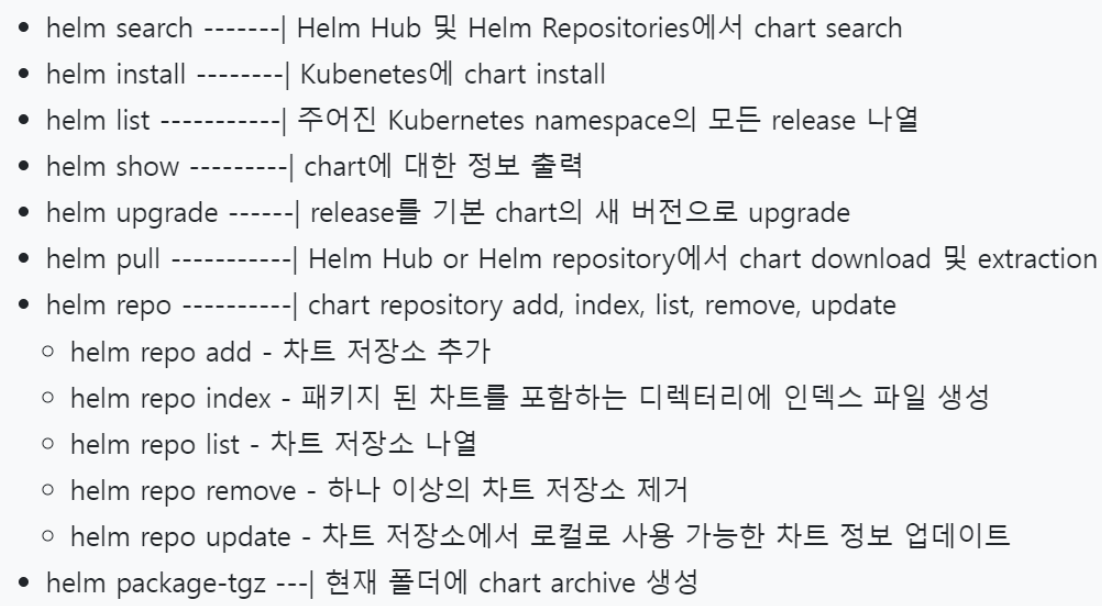 • helm search -------| Helm Hub 및 Helm Repositories에서 chart search
• helm install --------| Kubenetes에 chart install
• helm list -----------| 주어진 Kubernetes namespace의 모든 release 나열
• helm show ---------| chart에 대한 정보 출력
• helm upgrade ------| release를 기본 chart의 새 버전으로 upgrade
• helm pull -----------| Helm Hub or Helm repository에서 chart download 및 extraction
• helm repo ----------| chart repository add, index, list, remove, update
◦ helm repo add - 차트 저장소 추가
◦ helm repo index - 패키지 된 차트를 포함하는 디렉터리에 인덱스 파일 생성
◦ helm repo list - 차트 저장소 나열
◦ helm repo remove - 하나 이상의 차트 저장소 제거
◦ helm repo update - 차트 저장소에서 로컬로 사용 가능한 차트 정보 업데이트
• helm package-tgz ---| 현재 폴더에 chart archive 생성